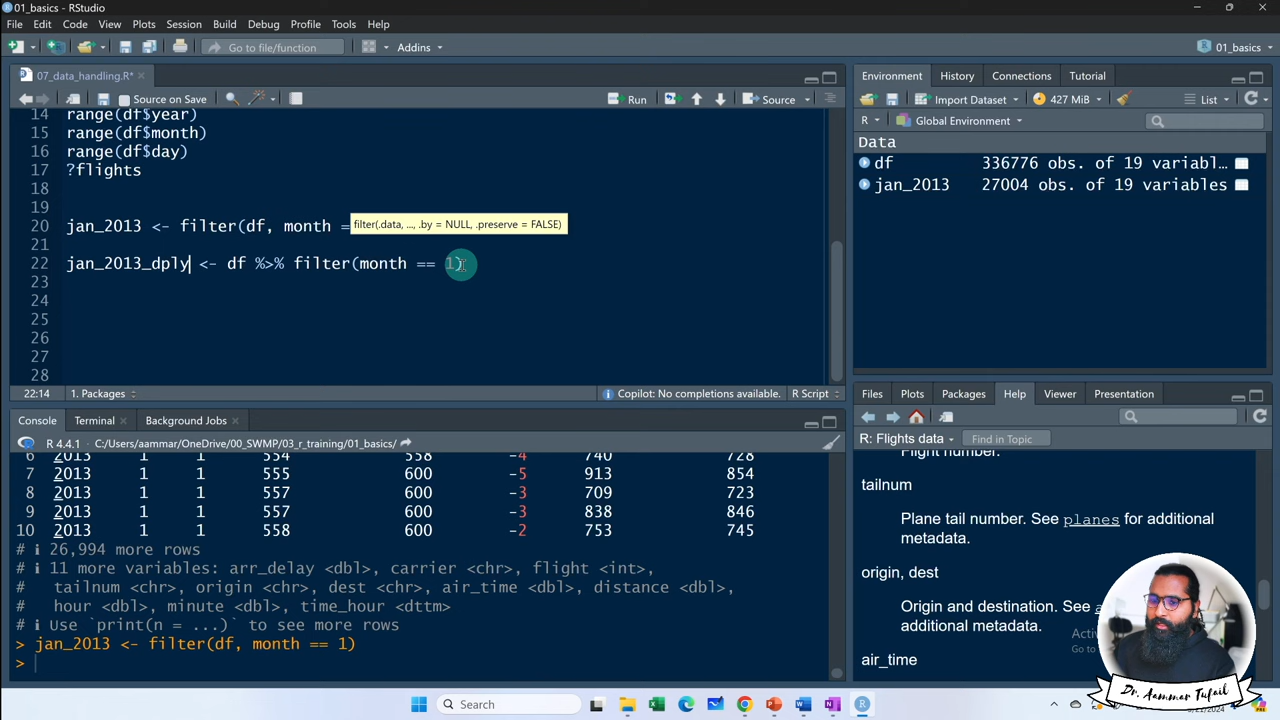 01_basics - RStudio
File Edit Code View Plots Session Build Debug Profile Tools Help
Go to file/function Addins 01_basics
07_data_handling.R*
Source on Save Run Source
14 range(df$year)
15 range(df$month)
16 range(df$day)
17 ?flights
18
19
20 jan_2013 <- filter(df, month =
filter(.data, ..., .by = NULL, .preserve = FALSE)
21
22 jan_2013_dply <- df %>% filter(month == 1)
23
24
25
26
27
28
22:14 1. Packages Copilot: No completions available. R Script
Console Terminal Background Jobs
R 4.4.1 · C:/Users/aammar/OneDrive/00_SWMP/03_r_training/01_basics/
6 2013 1 1 554 558 -4 740 728
7 2013 1 1 555 600 -5 913 854
8 2013 1 1 557 600 -3 709 723
9 2013 1 1 557 600 -3 838 846
10 2013 1 1 558 600 -2 753 745
# ℹ 26,994 more rows
# ℹ 11 more variables: arr_delay <dbl>, carrier <chr>, flight <int>,
# tailnum <chr>, origin <chr>, dest <chr>, air_time <dbl>, distance <dbl>,
# hour <dbl>, minute <dbl>, time_hour <dttm>
# ℹ Use `print(n = ...)` to see more rows
> jan_2013 <- filter(df, month == 1)
>
Environment History Connections Tutorial
Import Dataset 427 MiB List
R Global Environment
Data
df 336776 obs. of 19 variabl…
jan_2013 27004 obs. of 19 variables
Files Plots Packages Help Viewer Presentation
R: Flights data Find in Topic
Flight number.
tailnum
Plane tail number. See planes for additional
metadata.
origin, dest
Origin and destination. See
additional metadata.
air_time
Dr. Aammar Tufail
Search